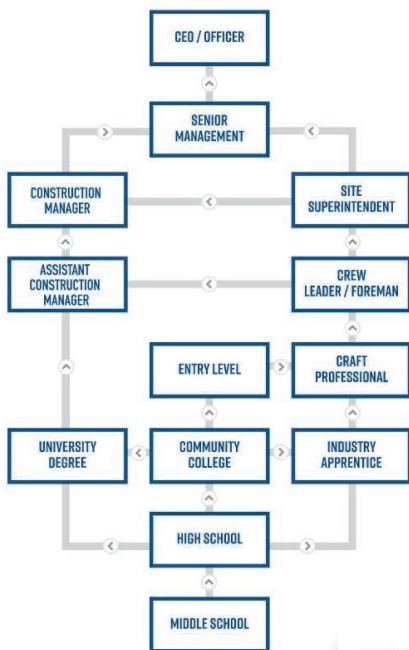 CEO / OFFICER
SENIOR
MANAGEMENT
CONSTRUCTION
MANAGER
SITE
SUPERINTENDENT
ASSISTANT
CONSTRUCTION
MANAGER
CREW
LEADER / FOREMAN
ENTRY LEVEL
CRAFT
PROFESSIONAL
UNIVERSITY
DEGREE
COMMUNITY
COLLEGE
INDUSTRY
APPRENTICE
HIGH SCHOOL
MIDDLE SCHOOL